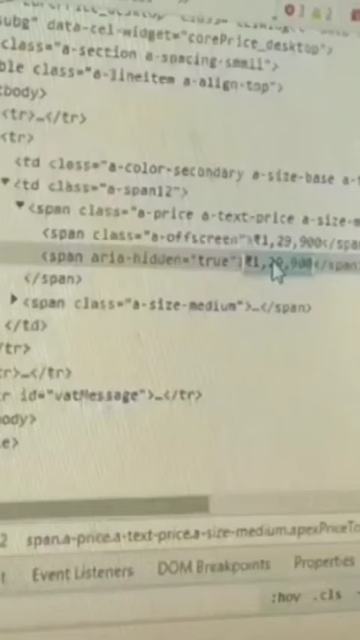 subg" data-cel-widget="corePrice_desktop">
class="a-section a-spacing-small">
ble class="a-lineitem a-align-top">
tbody>
<tr>…</tr>
<tr>
<td class="a-color-secondary a-size-base a-t
<td class="a-span12">
<span class="a-price a-text-price a-size-m
<span class="a-offscreen">₹1,29,900</spa
<span aria-hidden="true">₹1,29,900</span>
</span>
<span class="a-size-medium">…</span>
</td>
/tr>
r>…</tr>
r id="vatMessage">…</tr>
ody>
e>
2 span.a-price.a-text-price.a-size-medium.apexPriceTo
t Event Listeners DOM Breakpoints Properties
:hov .cls